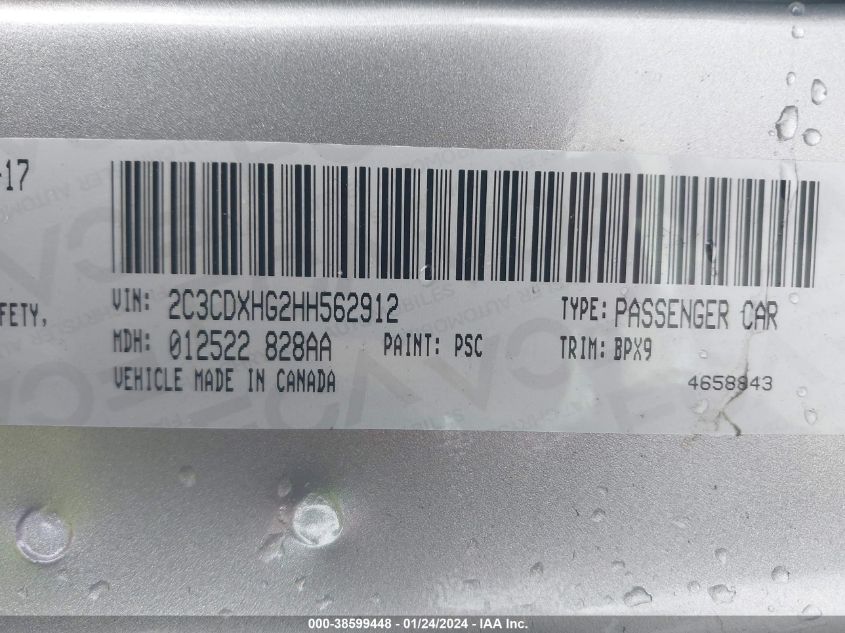 -17
FETY,
VIN: 2C3CDXHG2HH562912
TYPE: PASSENGER CAR
MDH: 012522 828AA
PAINT: PSC
TRIM: BPX9
VEHICLE MADE IN CANADA
4658843
000-38599448 - 01/24/2024 - IAA Inc.